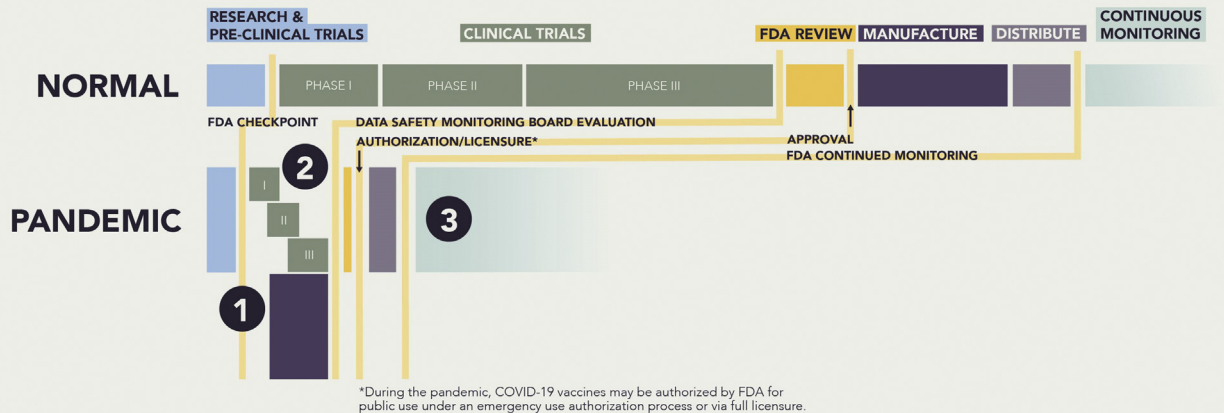 RESEARCH &
PRE-CLINICAL TRIALS
CLINICAL TRIALS
FDA REVIEW
MANUFACTURE
DISTRIBUTE
CONTINUOUS
MONITORING
NORMAL
PHASE I
PHASE II
PHASE III
FDA CHECKPOINT
DATA SAFETY MONITORING BOARD EVALUATION
AUTHORIZATION/LICENSURE*
APPROVAL
FDA CONTINUED MONITORING
PANDEMIC
I
II
III
1
2
3
*During the pandemic, COVID-19 vaccines may be authorized by FDA for
public use under an emergency use authorization process or via full licensure.